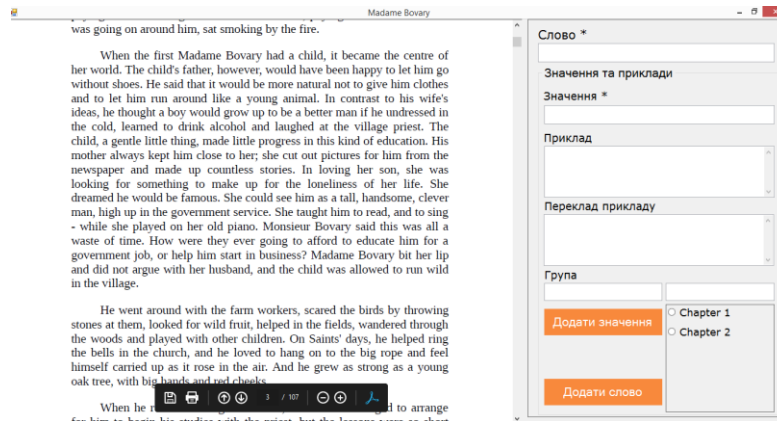 Madame Bovary
was going on around him, sat smoking by the fire.
When the first Madame Bovary had a child, it became the centre of
her world. The child's father, however, would have been happy to let him go
without shoes. He said that it would be more natural not to give him clothes
and to let him run around like a young animal. In contrast to his wife's
ideas, he thought a boy would grow up to be a better man if he undressed in
the cold, learned to drink alcohol and laughed at the village priest. The
child, a gentle little thing, made little progress in this kind of education. His
mother always kept him close to her; she cut out pictures for him from the
newspaper and made up countless stories. In loving her son, she was
looking for something to make up for the loneliness of her life. She
dreamed he would be famous. She could see him as a tall, handsome, clever
man, high up in the government service. She taught him to read, and to sing
- while she played on her old piano. Monsieur Bovary said this was all a
waste of time. How were they ever going to afford to educate him for a
government job, or help him start in business? Madame Bovary bit her lip
and did not argue with her husband, and the child was allowed to run wild
in the village.
He went around with the farm workers, scared the birds by throwing
stones at them, looked for wild fruit, helped in the fields, wandered through
the woods and played with other children. On Saints' days, he helped ring
the bells in the church, and he loved to hang on to the big rope and feel
himself carried up as it rose in the air. And he grew as strong as a young
oak tree, with big hands and red cheeks
When he r d to arrange
3 / 107
Слово *
Значення та приклади
Значення *
Приклад
Переклад прикладу
Група
Додати значення
Chapter 1
Chapter 2
Додати слово